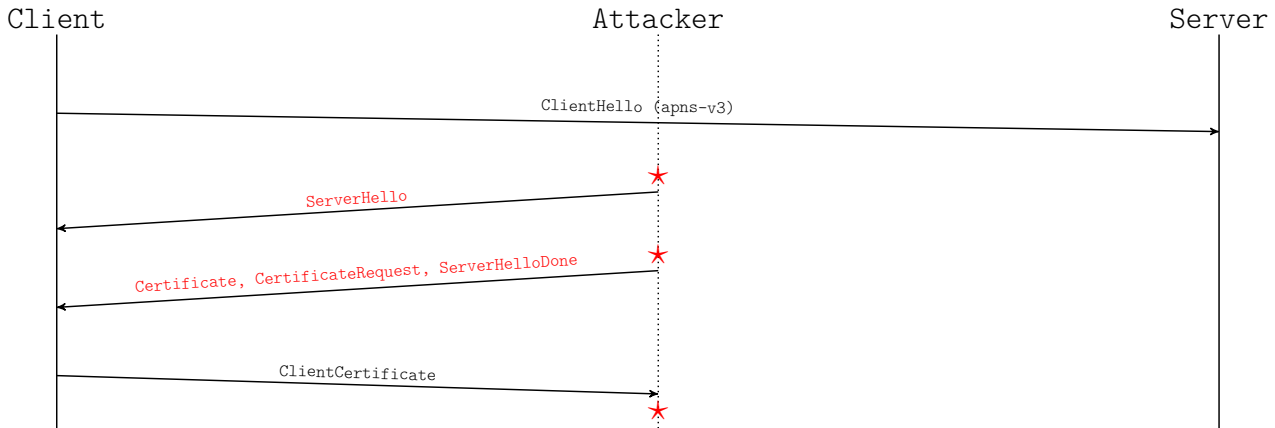 Client Attacker Server
ClientHello (apns-v3)
ServerHello
Certificate, CertificateRequest, ServerHelloDone
ClientCertificate